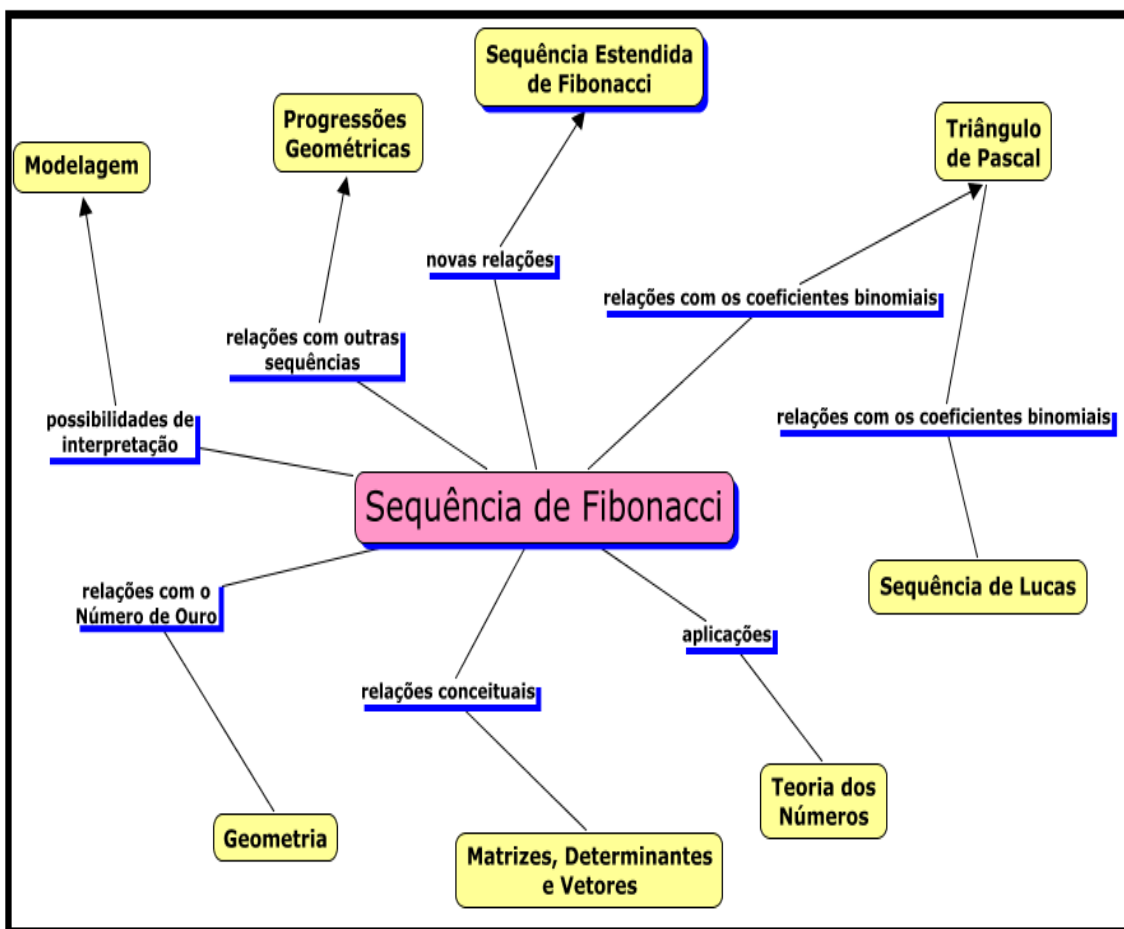 Sequência Estendida
de Fibonacci
Progressões
Geométricas
Triângulo
de Pascal
Modelagem
novas relações
relações com os coeficientes binomiais
relações com outras
sequências
possibilidades de
interpretação
relações com os coeficientes binomiais
Sequência de Fibonacci
relações com o
Número de Ouro
Sequência de Lucas
aplicações
relações conceituais
Teoria dos
Números
Geometria
Matrizes, Determinantes
e Vetores